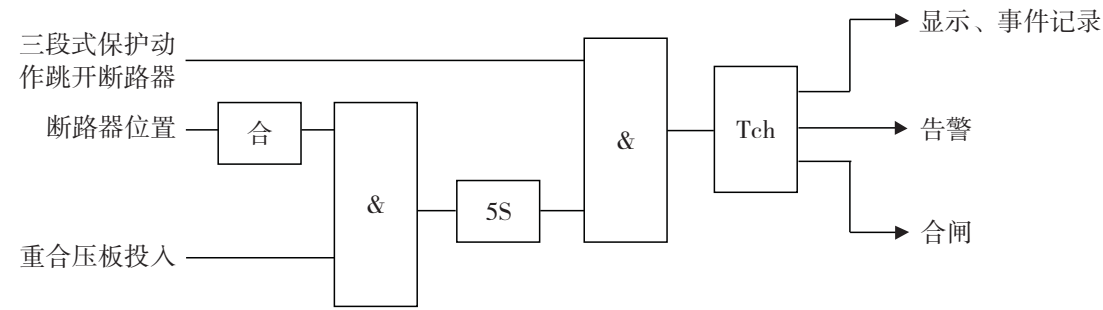 三段式保护动
作跳开断路器
断路器位置
合
&
重合压板投入
5S
&
Tch
显示、事件记录
告警
合闸